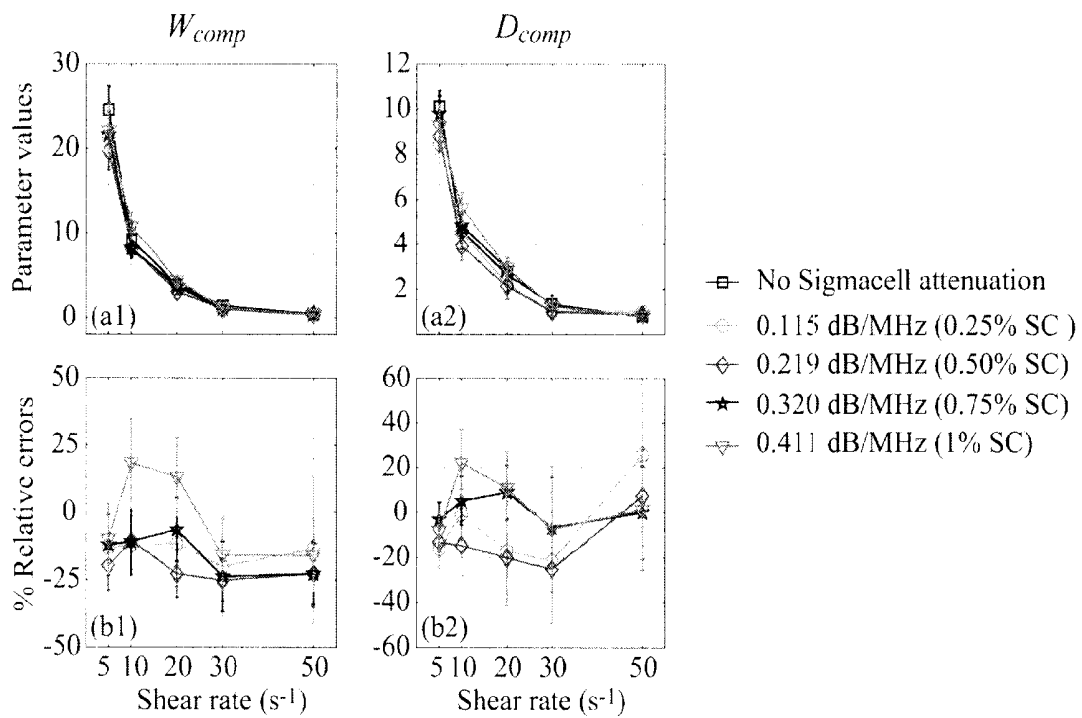 W_comp
D_comp
Parameter values
30
20
10
0
(a1)
12
10
8
6
4
2
(a2)
% Relative errors
50
25
0
-25
-50
(b1)
5 10 20 30 50
Shear rate (s-1)
60
40
20
0
-20
-40
-60
(b2)
5 10 20 30 50
Shear rate (s-1)
No Sigmacell attenuation
0.115 dB/MHz (0.25% SC )
0.219 dB/MHz (0.50% SC)
0.320 dB/MHz (0.75% SC)
0.411 dB/MHz (1% SC)